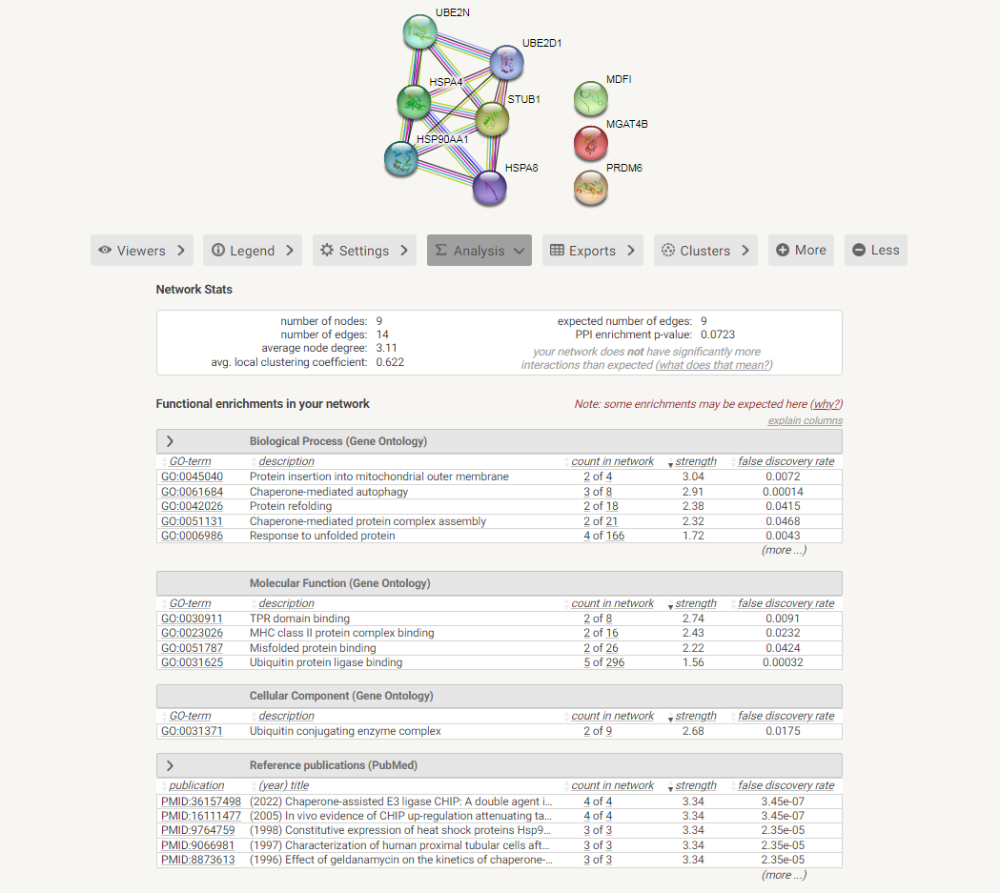 UBE2N
UBE2D1
HSPA4
MDFI
STUB1
MGAT4B
HSP90AA1
HSPA8
PRDM6
Viewers
Legend
Settings
Analysis
Exports
Clusters
More
Less
Network Stats
number of nodes: 9
number of edges: 14
average node degree: 3.11
avg. local clustering coefficient: 0.622
expected number of edges: 9
PPI enrichment p-value: 0.0723
your network does not have significantly more
interactions than expected (what does that mean?)
Functional enrichments in your network
Note: some enrichments may be expected here (why?)
explain columns
Biological Process (Gene Ontology)
GO-term description count in network strength false discovery rate
GO:0045040 Protein insertion into mitochondrial outer membrane 2 of 4 3.04 0.0072
GO:0061684 Chaperone-mediated autophagy 3 of 8 2.91 0.00014
GO:0042026 Protein refolding 2 of 18 2.38 0.0415
GO:0051131 Chaperone-mediated protein complex assembly 2 of 21 2.32 0.0468
GO:0006986 Response to unfolded protein 4 of 166 1.72 0.0043
(more ...)
Molecular Function (Gene Ontology)
GO-term description count in network strength false discovery rate
GO:0030911 TPR domain binding 2 of 8 2.74 0.0091
GO:0023026 MHC class II protein complex binding 2 of 16 2.43 0.0232
GO:0051787 Misfolded protein binding 2 of 26 2.22 0.0424
GO:0031625 Ubiquitin protein ligase binding 5 of 296 1.56 0.00032
Cellular Component (Gene Ontology)
GO-term description count in network strength false discovery rate
GO:0031371 Ubiquitin conjugating enzyme complex 2 of 9 2.68 0.0175
Reference publications (PubMed)
publication (year) title count in network strength false discovery rate
PMID:36157498 (2022) Chaperone-assisted E3 ligase CHIP: A double agent i... 4 of 4 3.34 3.45e-07
PMID:16111477 (2005) In vivo evidence of CHIP up-regulation attenuating ta... 4 of 4 3.34 3.45e-07
PMID:9764759 (1998) Constitutive expression of heat shock proteins Hsp9... 3 of 3 3.34 2.35e-05
PMID:9066981 (1997) Characterization of human proximal tubular cells aft... 3 of 3 3.34 2.35e-05
PMID:8873613 (1996) Effect of geldanamycin on the kinetics of chaperone-... 3 of 3 3.34 2.35e-05
(more ...)